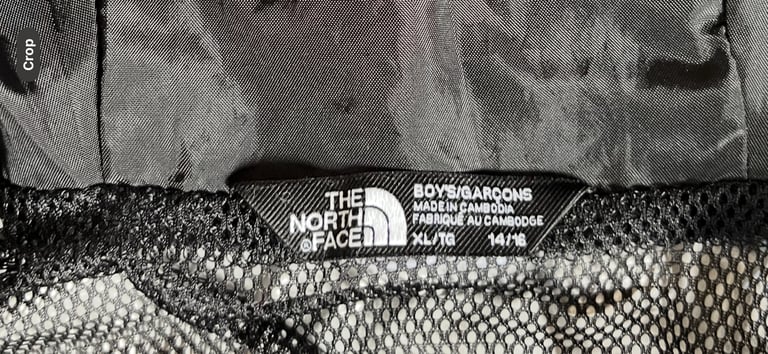 Crop
THE
NORTH
FACE
BOYS/GARÇONS
MADE IN CAMBODIA
FABRIQUÉ AU CAMBODGE
XL/TG 14/16